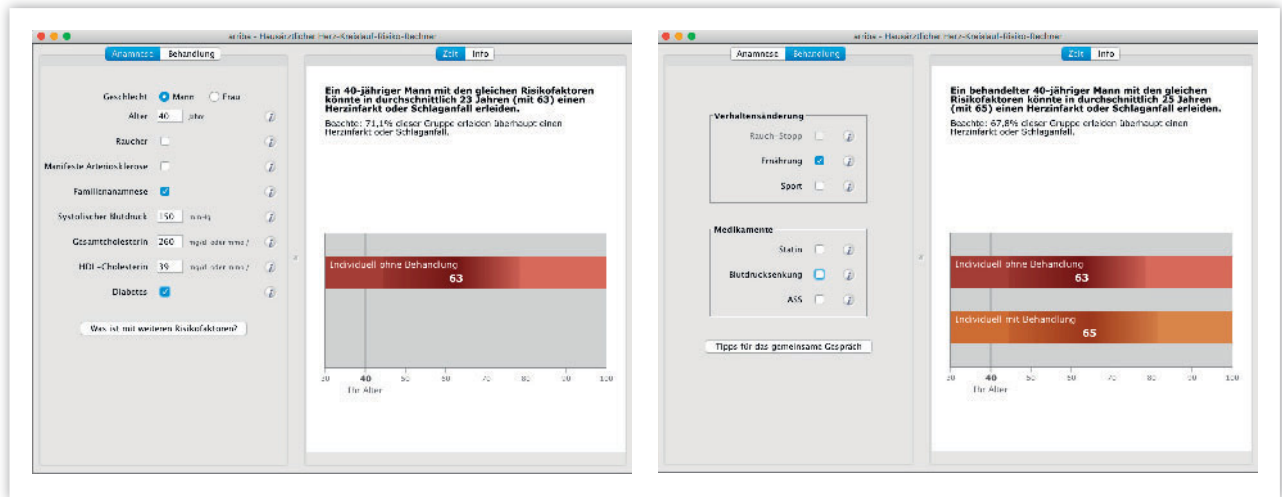 arriba - Hausärztlicher Herz-Kreislauf-Risiko-Rechner
Anamnese Behandlung
Geschlecht Mann Frau
Alter 40 Jahre
Raucher
Manifeste Arteriosklerose
Familienanamnese
Systolischer Blutdruck 150 mmHg
Gesamtcholesterin 260 mg/dl oder mmol/
HDL-Cholesterin 39 mg/dl oder mmol/
Diabetes
Was ist mit weiteren Risikofaktoren?
Zeit Info
Ein 40-jähriger Mann mit den gleichen Risikofaktoren
könnte in durchschnittlich 23 Jahren (mit 63) einen
Herzinfarkt oder Schlaganfall erleiden.
Beachte: 71,1% dieser Gruppe erleiden überhaupt einen
Herzinfarkt oder Schlaganfall.
Individuell ohne Behandlung
63
30 40 50 60 70 80 90 100
Ihr Alter
arriba - Hausärztlicher Herz-Kreislauf-Risiko-Rechner
Anamnese Behandlung
Verhaltensänderung
Rauch-Stopp
Ernährung
Sport
Medikamente
Statin
Blutdrucksenkung
ASS
Tipps für das gemeinsame Gespräch
Zeit Info
Ein behandelter 40-jähriger Mann mit den gleichen
Risikofaktoren könnte in durchschnittlich 25 Jahren
(mit 65) einen Herzinfarkt oder Schlaganfall erleiden.
Beachte: 67,8% dieser Gruppe erleiden überhaupt einen
Herzinfarkt oder Schlaganfall.
Individuell ohne Behandlung
63
Individuell mit Behandlung
65
30 40 50 60 70 80 90 100
Ihr Alter